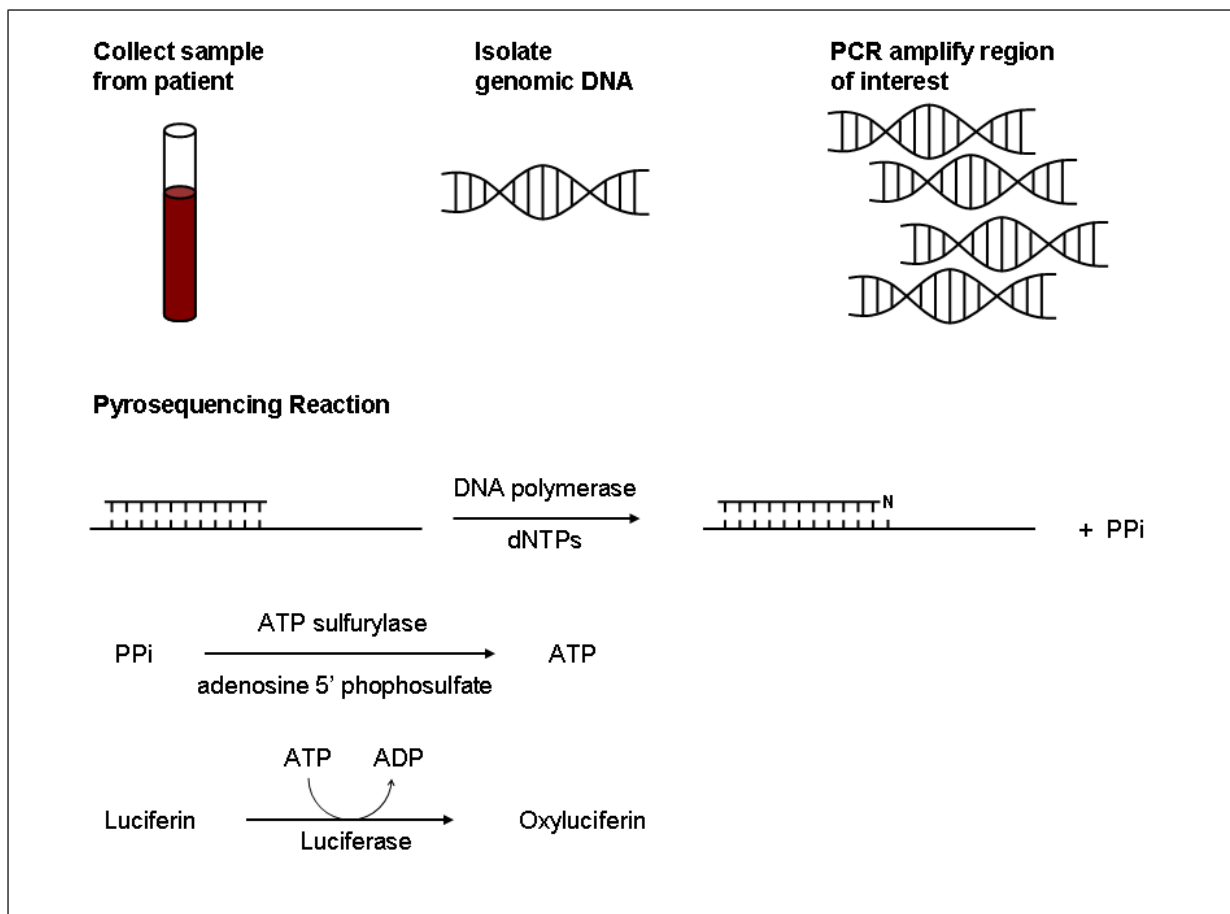 Collect sample
from patient
Isolate
genomic DNA
PCR amplify region
of interest
Pyrosequencing Reaction
DNA polymerase
dNTPs
N
+ PPi
PPi
ATP sulfurylase
adenosine 5’ phophosulfate
ATP
ATP
ADP
Luciferin
Luciferase
Oxyluciferin